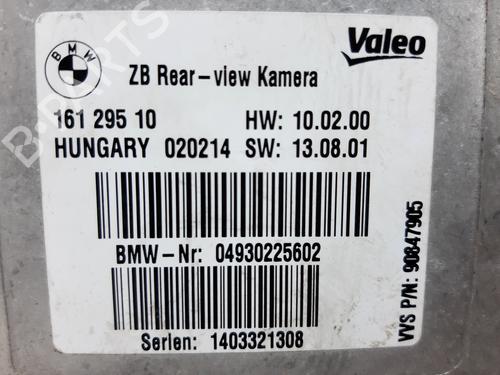 BMW
Valeo
ZB Rear-view Kamera
161 295 10 HW: 10.02.00
HUNGARY 020214 SW: 13.08.01
BMW-Nr: 04930225602
Serien: 1403321308
VVS P/N: 90847905